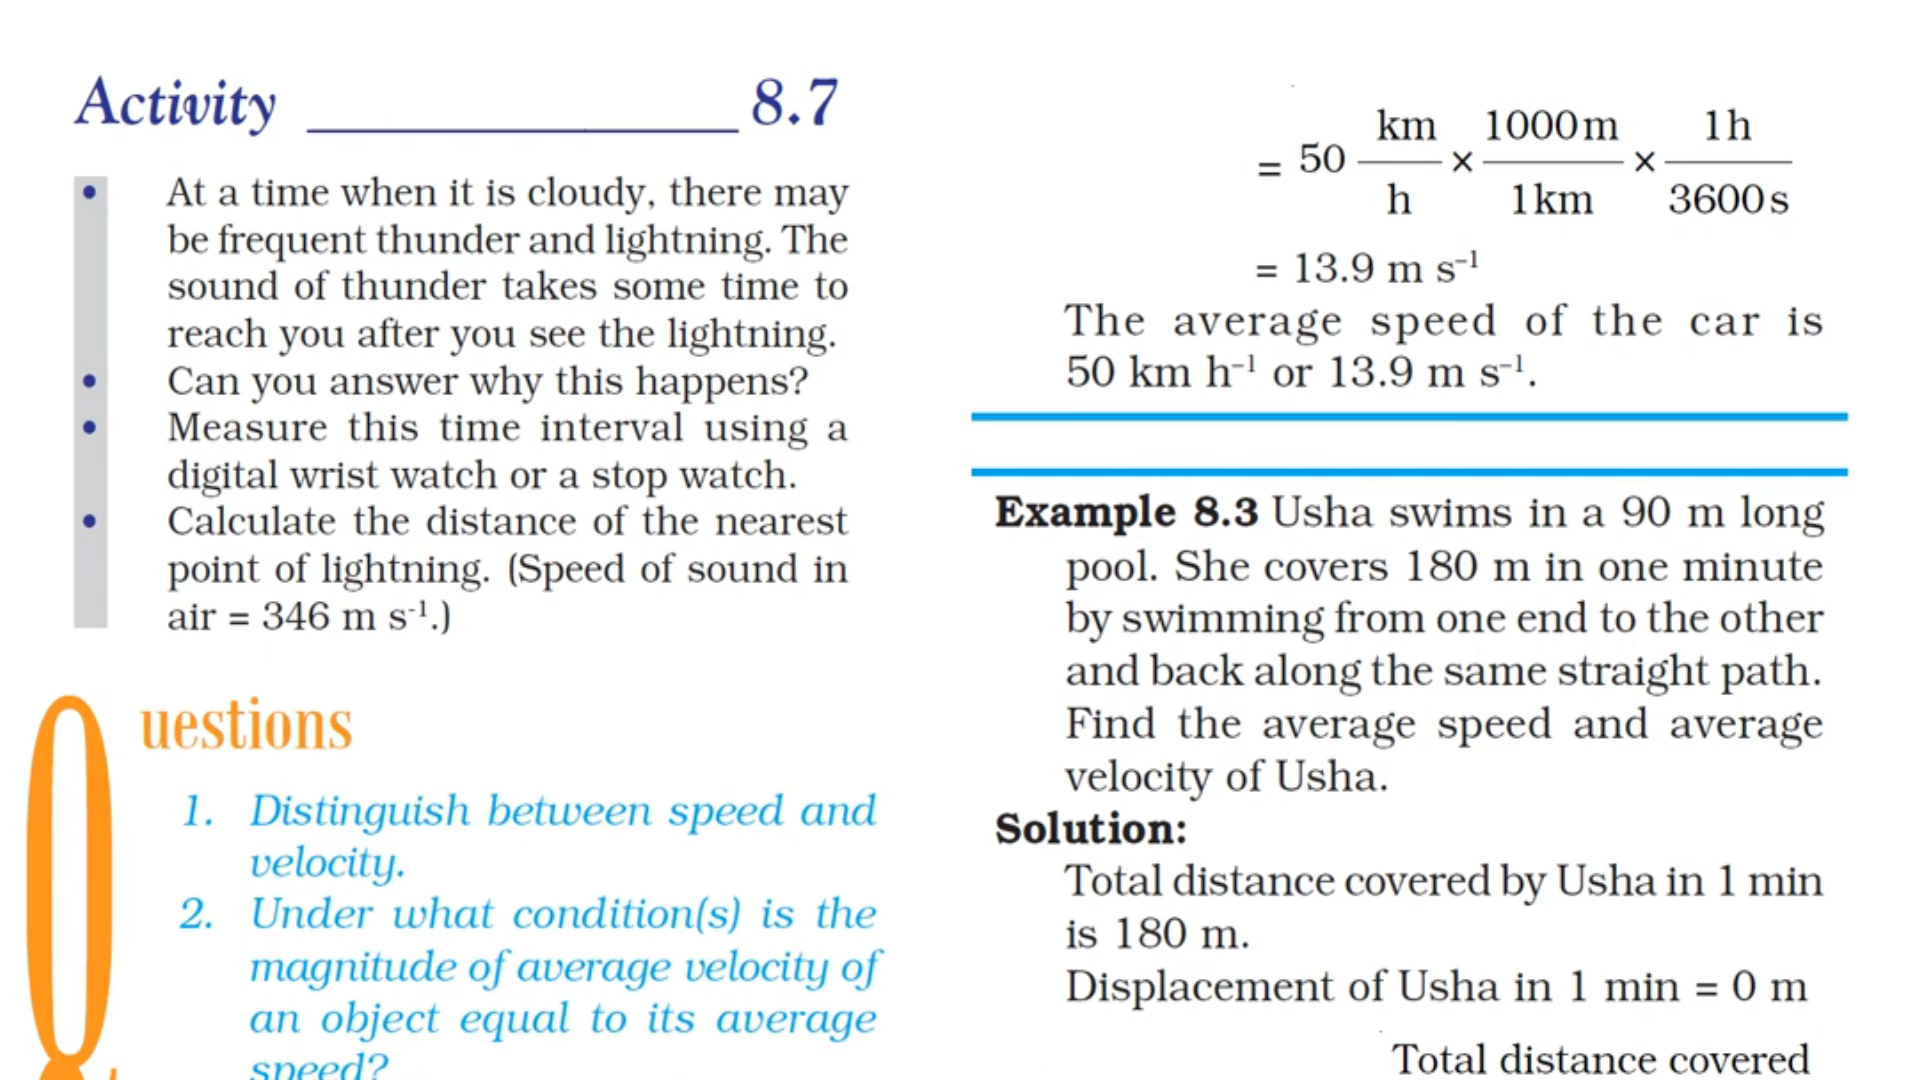 Activity 8.7
• At a time when it is cloudy, there may
be frequent thunder and lightning. The
sound of thunder takes some time to
reach you after you see the lightning.
• Can you answer why this happens?
• Measure this time interval using a
digital wrist watch or a stop watch.
• Calculate the distance of the nearest
point of lightning. (Speed of sound in
air = 346 m s⁻¹.)
Questions
1. Distinguish between speed and
velocity.
2. Under what condition(s) is the
magnitude of average velocity of
an object equal to its average
speed?
= 50 km/h × 1000 m/1 km × 1 h/3600 s
= 13.9 m s⁻¹
The average speed of the car is
50 km h⁻¹ or 13.9 m s⁻¹.
Example 8.3 Usha swims in a 90 m long
pool. She covers 180 m in one minute
by swimming from one end to the other
and back along the same straight path.
Find the average speed and average
velocity of Usha.
Solution:
Total distance covered by Usha in 1 min
is 180 m.
Displacement of Usha in 1 min = 0 m
Total distance covered